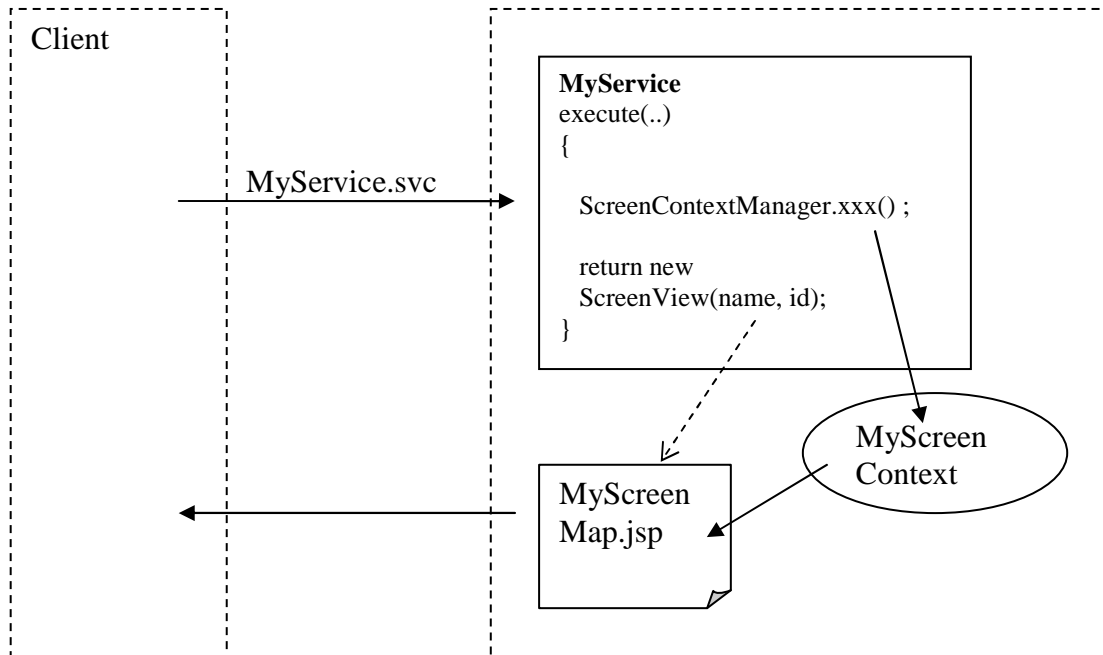 Client
MyService
execute(..)
{
MyService.svc
ScreenContextManager.xxx() ;
return new
ScreenView(name, id);
}
MyScreen
Context
MyScreen
Map.jsp